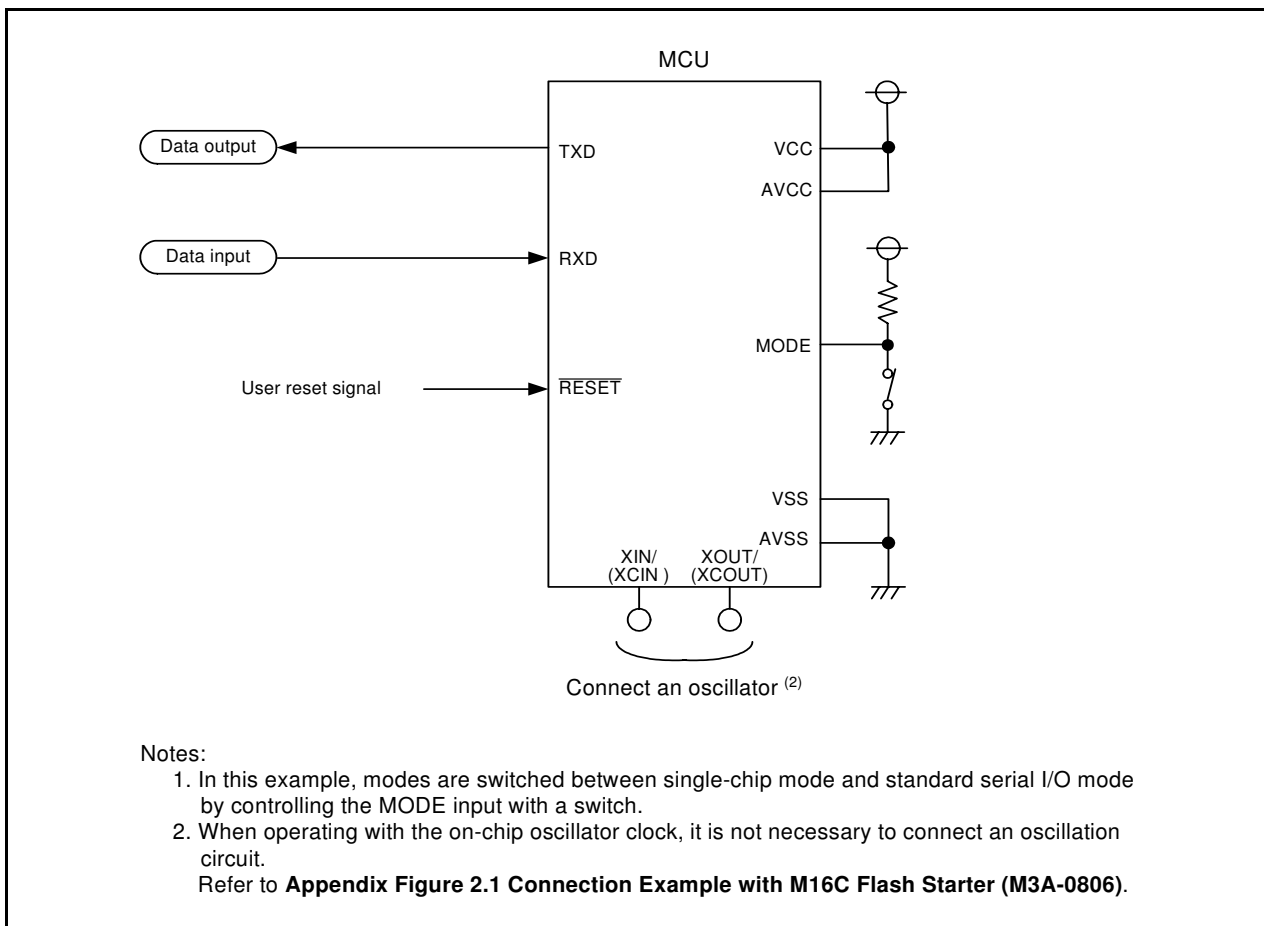 MCU
Data output
TXD
VCC
AVCC
Data input
RXD
MODE
User reset signal
RESET
VSS
AVSS
XIN/
(XCIN )
XOUT/
(XCOUT)
Connect an oscillator (2)
Notes:
1. In this example, modes are switched between single-chip mode and standard serial I/O mode
by controlling the MODE input with a switch.
2. When operating with the on-chip oscillator clock, it is not necessary to connect an oscillation
circuit.
Refer to Appendix Figure 2.1 Connection Example with M16C Flash Starter (M3A-0806).